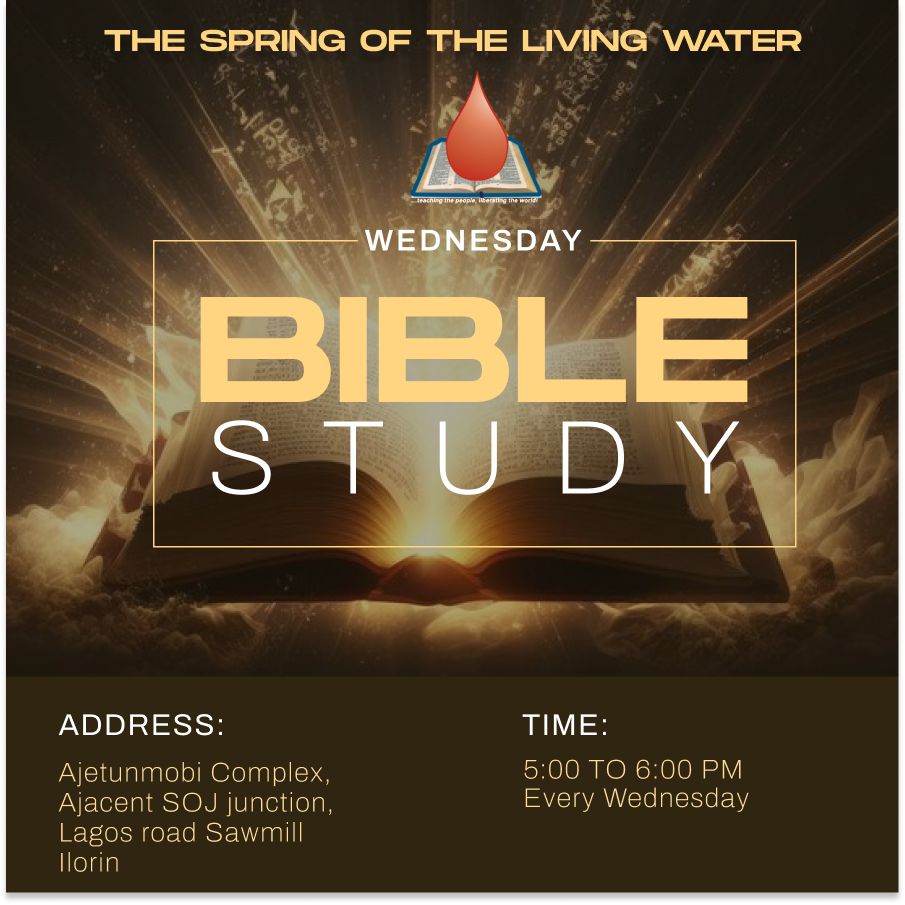 THE SPRING OF THE LIVING WATER
teaching the people, liberating the world!
WEDNESDAY
BIBLE
STUDY
ADDRESS:
Ajetunmobi Complex,
Ajacent SOJ junction,
Lagos road Sawmill
Ilorin
TIME:
5:00 TO 6:00 PM
Every Wednesday